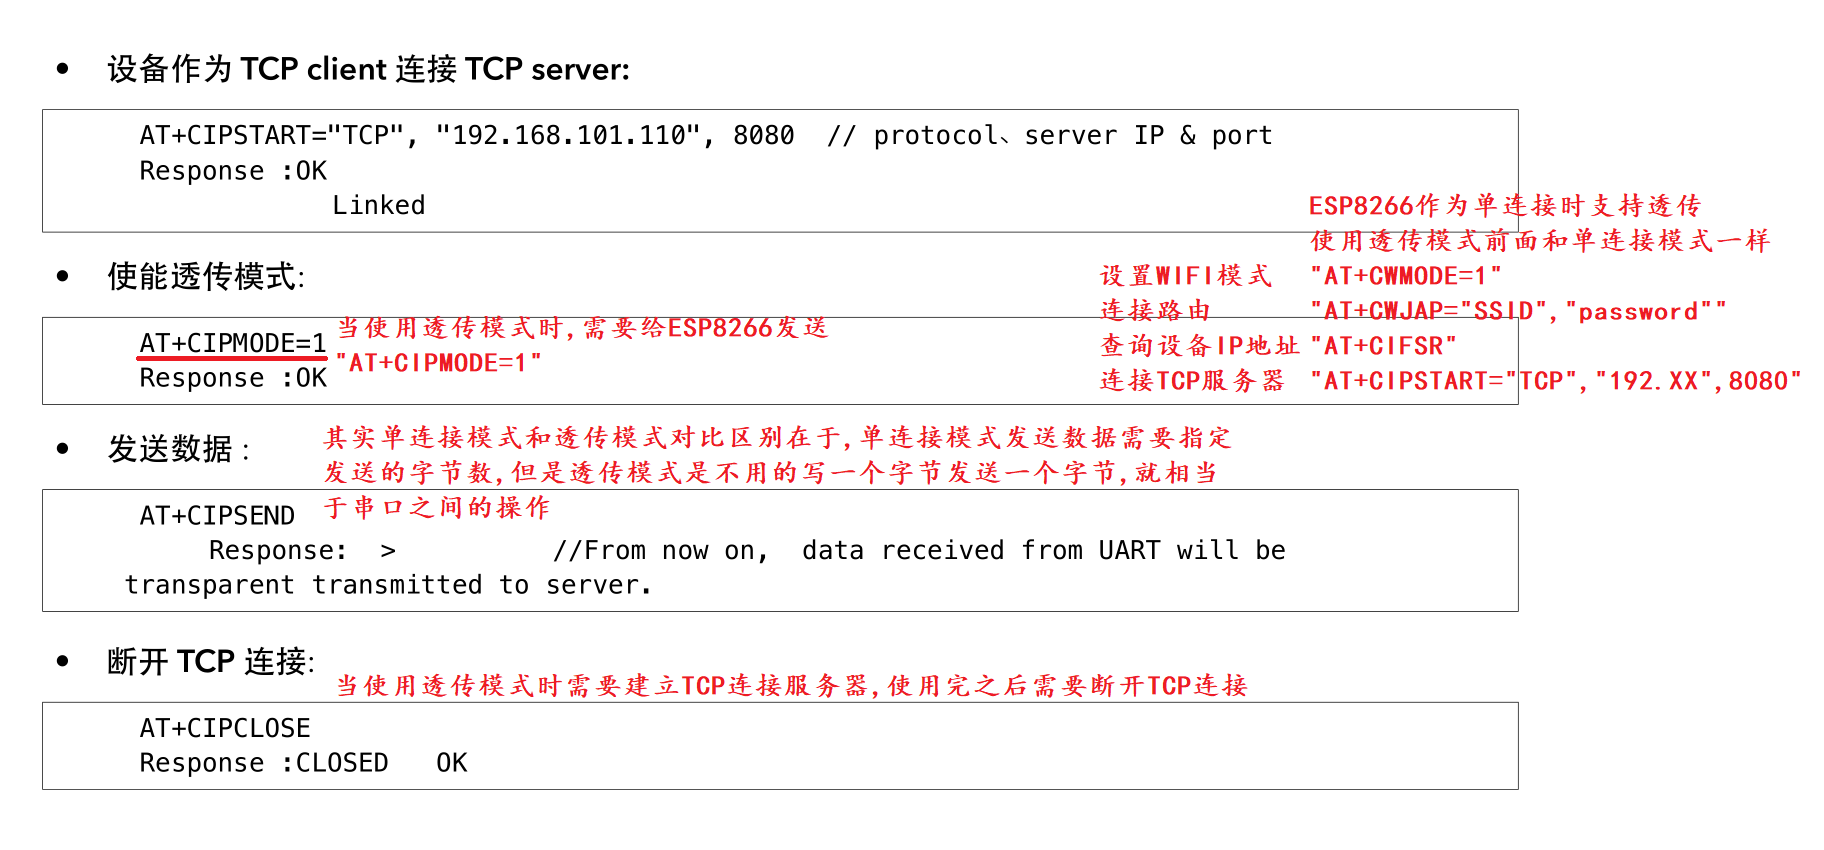 • 设备作为 TCP client 连接 TCP server:
AT+CIPSTART="TCP", "192.168.101.110", 8080  // protocol、server IP & port
Response :OK
Linked
ESP8266作为单连接时支持透传
使用透传模式前面和单连接模式一样
设置WIFI模式 "AT+CWMODE=1"
连接路由 "AT+CWJAP="SSID","password""
查询设备IP地址 "AT+CIFSR"
连接TCP服务器 "AT+CIPSTART="TCP","192.XX",8080"
• 使能透传模式:
AT+CIPMODE=1
Response :OK
当使用透传模式时,需要给ESP8266发送
"AT+CIPMODE=1"
• 发送数据 :
其实单连接模式和透传模式对比区别在于,单连接模式发送数据需要指定
发送的字节数,但是透传模式是不用的写一个字节发送一个字节,就相当
于串口之间的操作
AT+CIPSEND
Response:  >  //From now on,  data received from UART will be
transparent transmitted to server.
• 断开 TCP 连接:
当使用透传模式时需要建立TCP连接服务器,使用完之后需要断开TCP连接
AT+CIPCLOSE
Response :CLOSED   OK